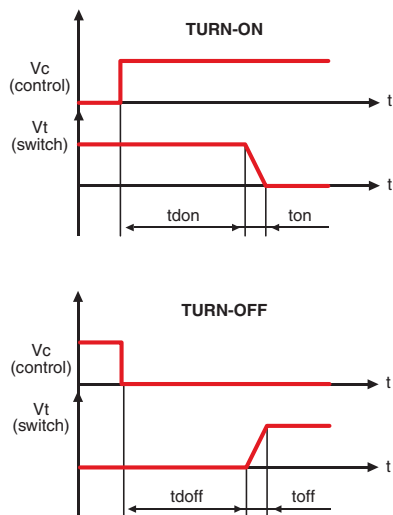 TURN-ON
Vc
(control)
t
Vt
(switch)
t
tdon
ton
TURN-OFF
Vc
(control)
t
Vt
(switch)
t
tdoff
toff